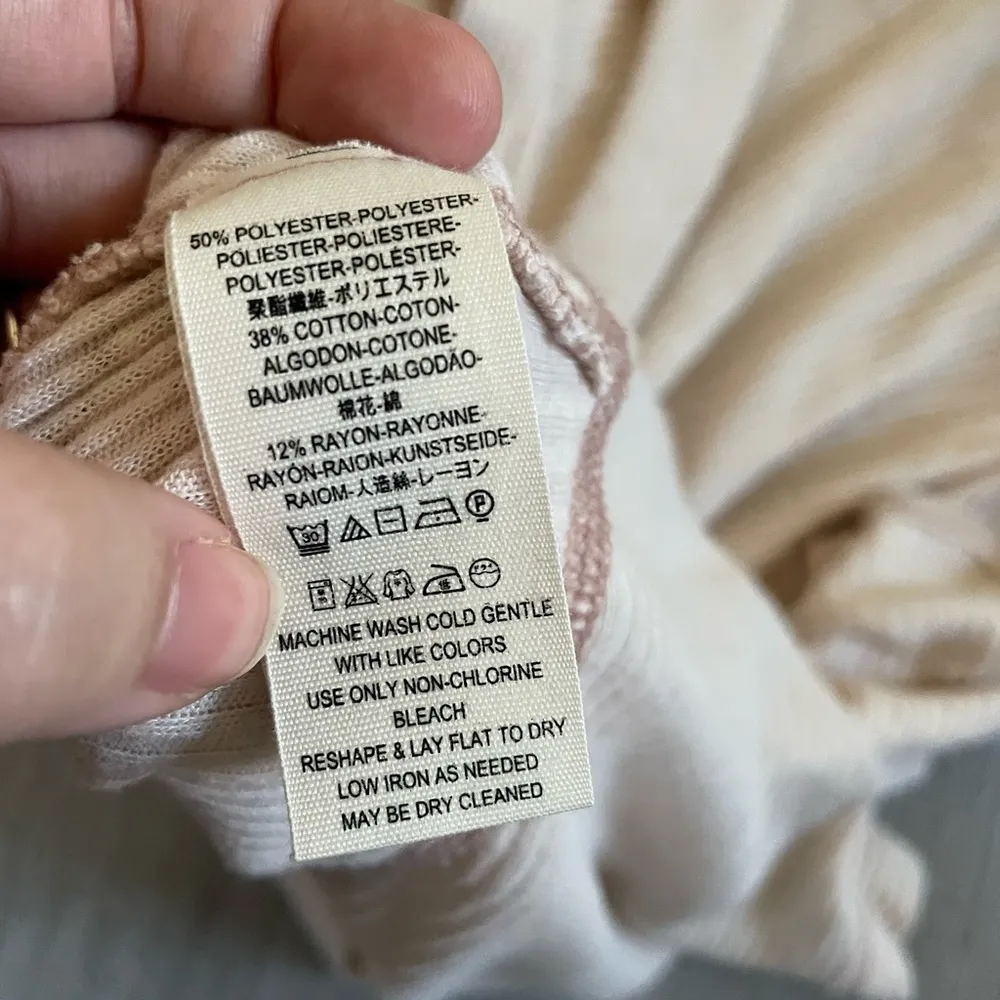 50% POLYESTER-POLYESTER-
POLIESTER-POLIESTERE-
POLYESTER-POLÉSTER-
聚酯纖維-ポリエステル
38% COTTON-COTON-
ALGODON-COTONE-
BAUMWOLLE-ALGODÃO-
棉花-綿
12% RAYON-RAYONNE-
RAYÓN-RAION-KUNSTSEIDE-
RAIOM-人造絲-レーヨン
30 P
MACHINE WASH COLD GENTLE
WITH LIKE COLORS
USE ONLY NON-CHLORINE
BLEACH
RESHAPE & LAY FLAT TO DRY
LOW IRON AS NEEDED
MAY BE DRY CLEANED